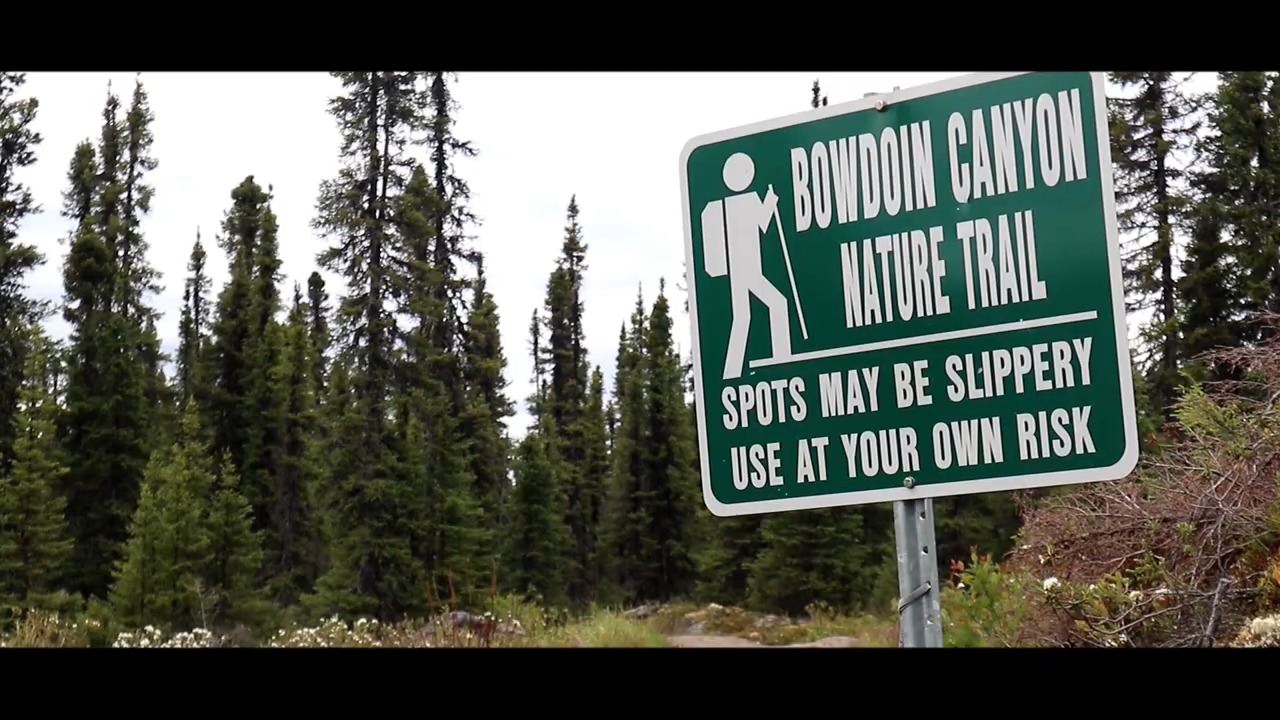 BOWDOIN CANYON
NATURE TRAIL
SPOTS MAY BE SLIPPERY
USE AT YOUR OWN RISK